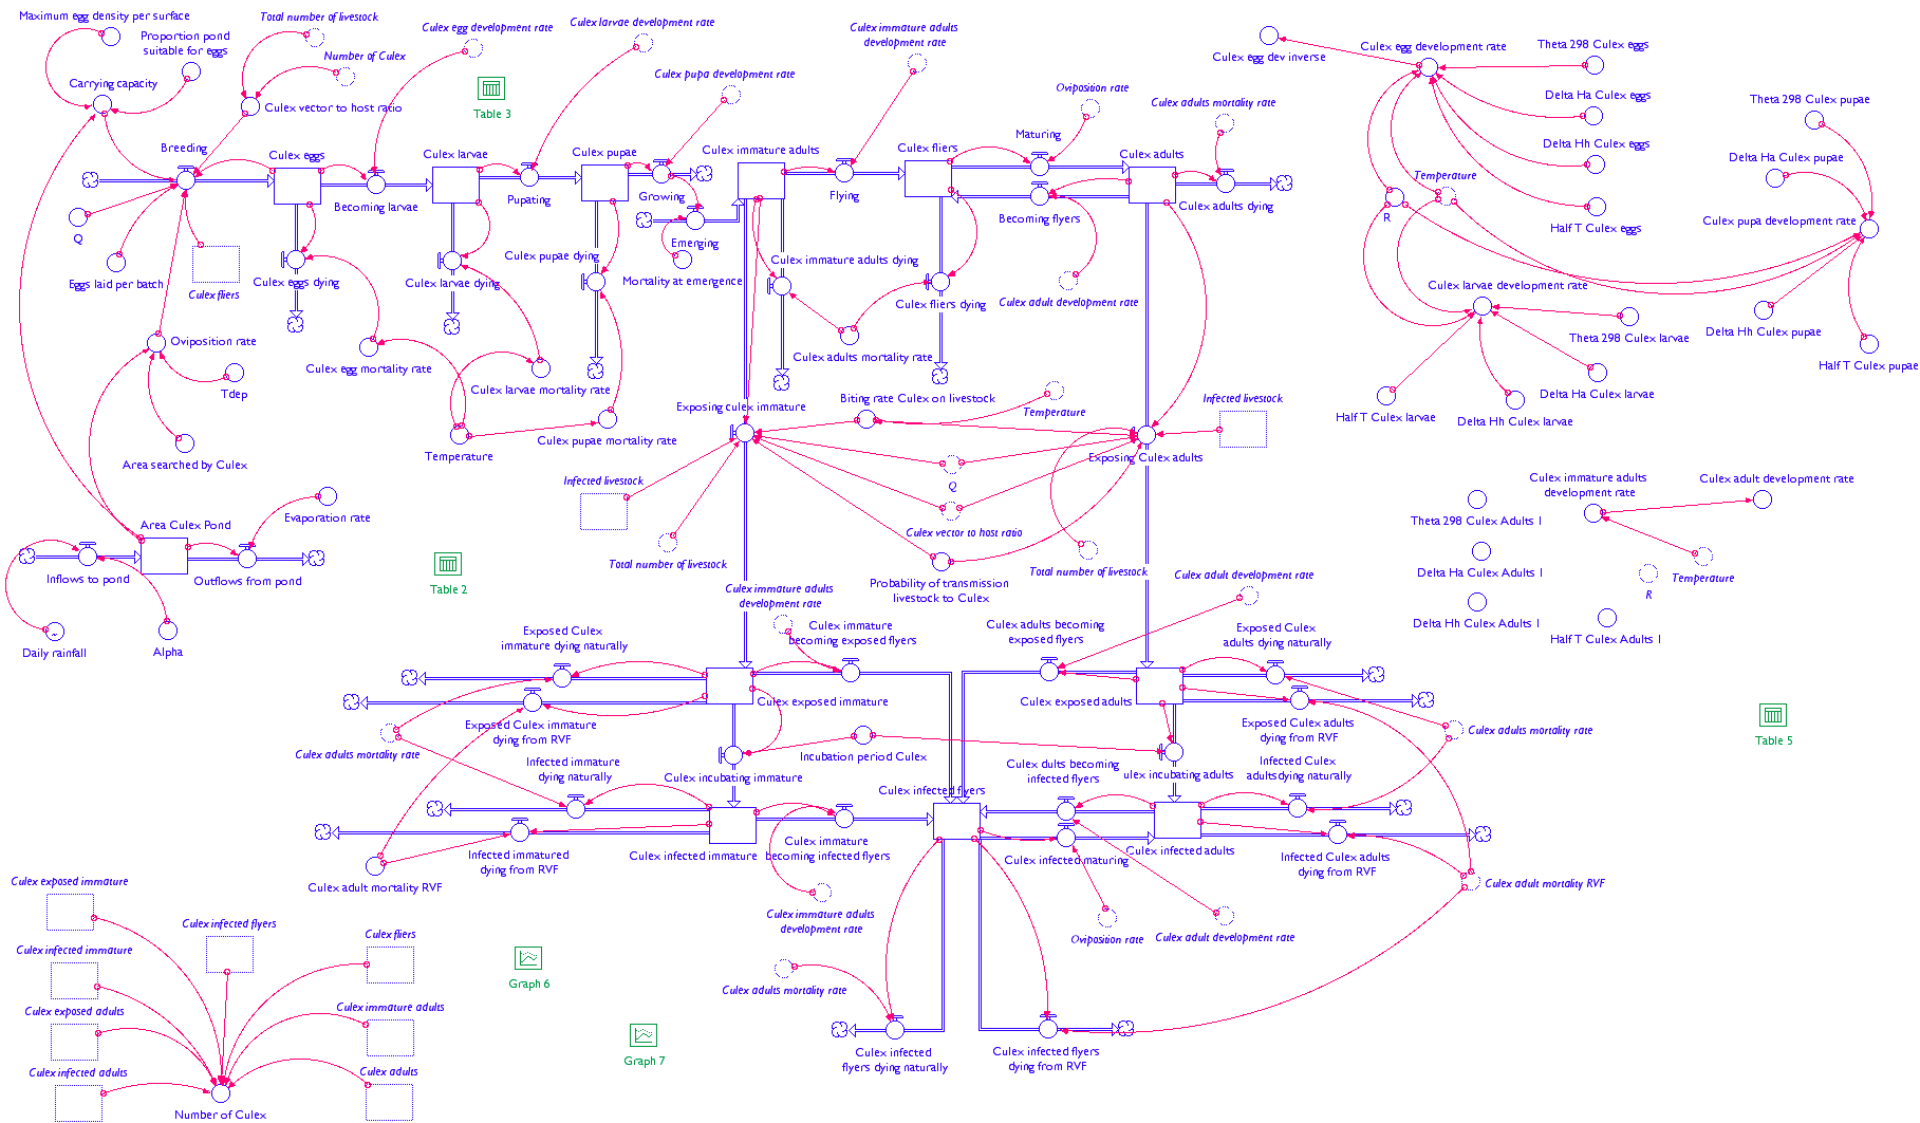 Maximum egg density per surface
Proportion pond
suitable for eggs
Carrying capacity
Total number of livestock
Number of Culex
Culex vector to host ratio
Culex egg development rate
Culex larvae development rate
Culex pupa development rate
Culex immature adults
development rate
Table 3
Oviposition rate
Culex adults mortality rate
Breeding
Culex eggs
Becoming larvae
Culex larvae
Pupating
Culex pupae
Growing
Culex immature adults
Flying
Culex fliers
Maturing
Becoming flyers
Culex adults
Culex adults dying
Q
Eggs laid per batch
Culex fliers
Culex eggs dying
Culex larvae dying
Culex pupae dying
Emerging
Mortality at emergence
Culex immature adults dying
Culex fliers dying
Culex adult development rate
Oviposition rate
Tdep
Area searched by Culex
Culex egg mortality rate
Culex larvae mortality rate
Culex pupae mortality rate
Temperature
Culex adults mortality rate
Exposing culex immature
Biting rate Culex on livestock
Temperature
Infected livestock
Exposing Culex adults
Infected livestock
Total number of livestock
Q
Culex vector to host ratio
Probability of transmission
livestock to Culex
Total number of livestock
Area Culex Pond
Evaporation rate
Inflows to pond
Outflows from pond
Daily rainfall
Alpha
Table 2
Culex egg dev inverse
Culex egg development rate
Theta 298 Culex eggs
Delta Ha Culex eggs
Delta Hh Culex eggs
Half T Culex eggs
Temperature
R
Theta 298 Culex pupae
Delta Ha Culex pupae
Culex pupa development rate
Delta Hh Culex pupae
Half T Culex pupae
Culex larvae development rate
Theta 298 Culex larvae
Delta Ha Culex larvae
Delta Hh Culex larvae
Half T Culex larvae
Theta 298 Culex Adults I
Delta Ha Culex Adults I
Delta Hh Culex Adults I
Half T Culex Adults I
Culex immature adults
development rate
Culex adult development rate
Temperature
R
Culex immature adults
development rate
Exposed Culex
immature dying naturally
Culex immature
becoming exposed flyers
Culex adult development rate
Culex adults becoming
exposed flyers
Exposed Culex
adults dying naturally
Culex exposed immature
Exposed Culex immature
dying from RVF
Culex adults mortality rate
Culex exposed adults
Exposed Culex adults
dying from RVF
Culex adults mortality rate
Table 5
Incubation period Culex
Culex incubating immature
ulex incubating adults
Infected immature
dying naturally
Culex infected flyers
Culex dults becoming
infected flyers
Infected Culex
adultsdying naturally
Infected immatured
dying from RVF
Culex infected immature
Culex immature
becoming infected flyers
Culex infected maturing
Culex infected adults
Infected Culex adults
dying from RVF
Culex adult mortality RVF
Culex adult mortality RVF
Culex immature adults
development rate
Oviposition rate
Culex adult development rate
Culex adults mortality rate
Culex infected
flyers dying naturally
Culex infected flyers
dying from RVF
Graph 6
Graph 7
Culex exposed immature
Culex infected immature
Culex exposed adults
Culex infected adults
Culex infected flyers
Culex fliers
Culex immature adults
Culex adults
Number of Culex